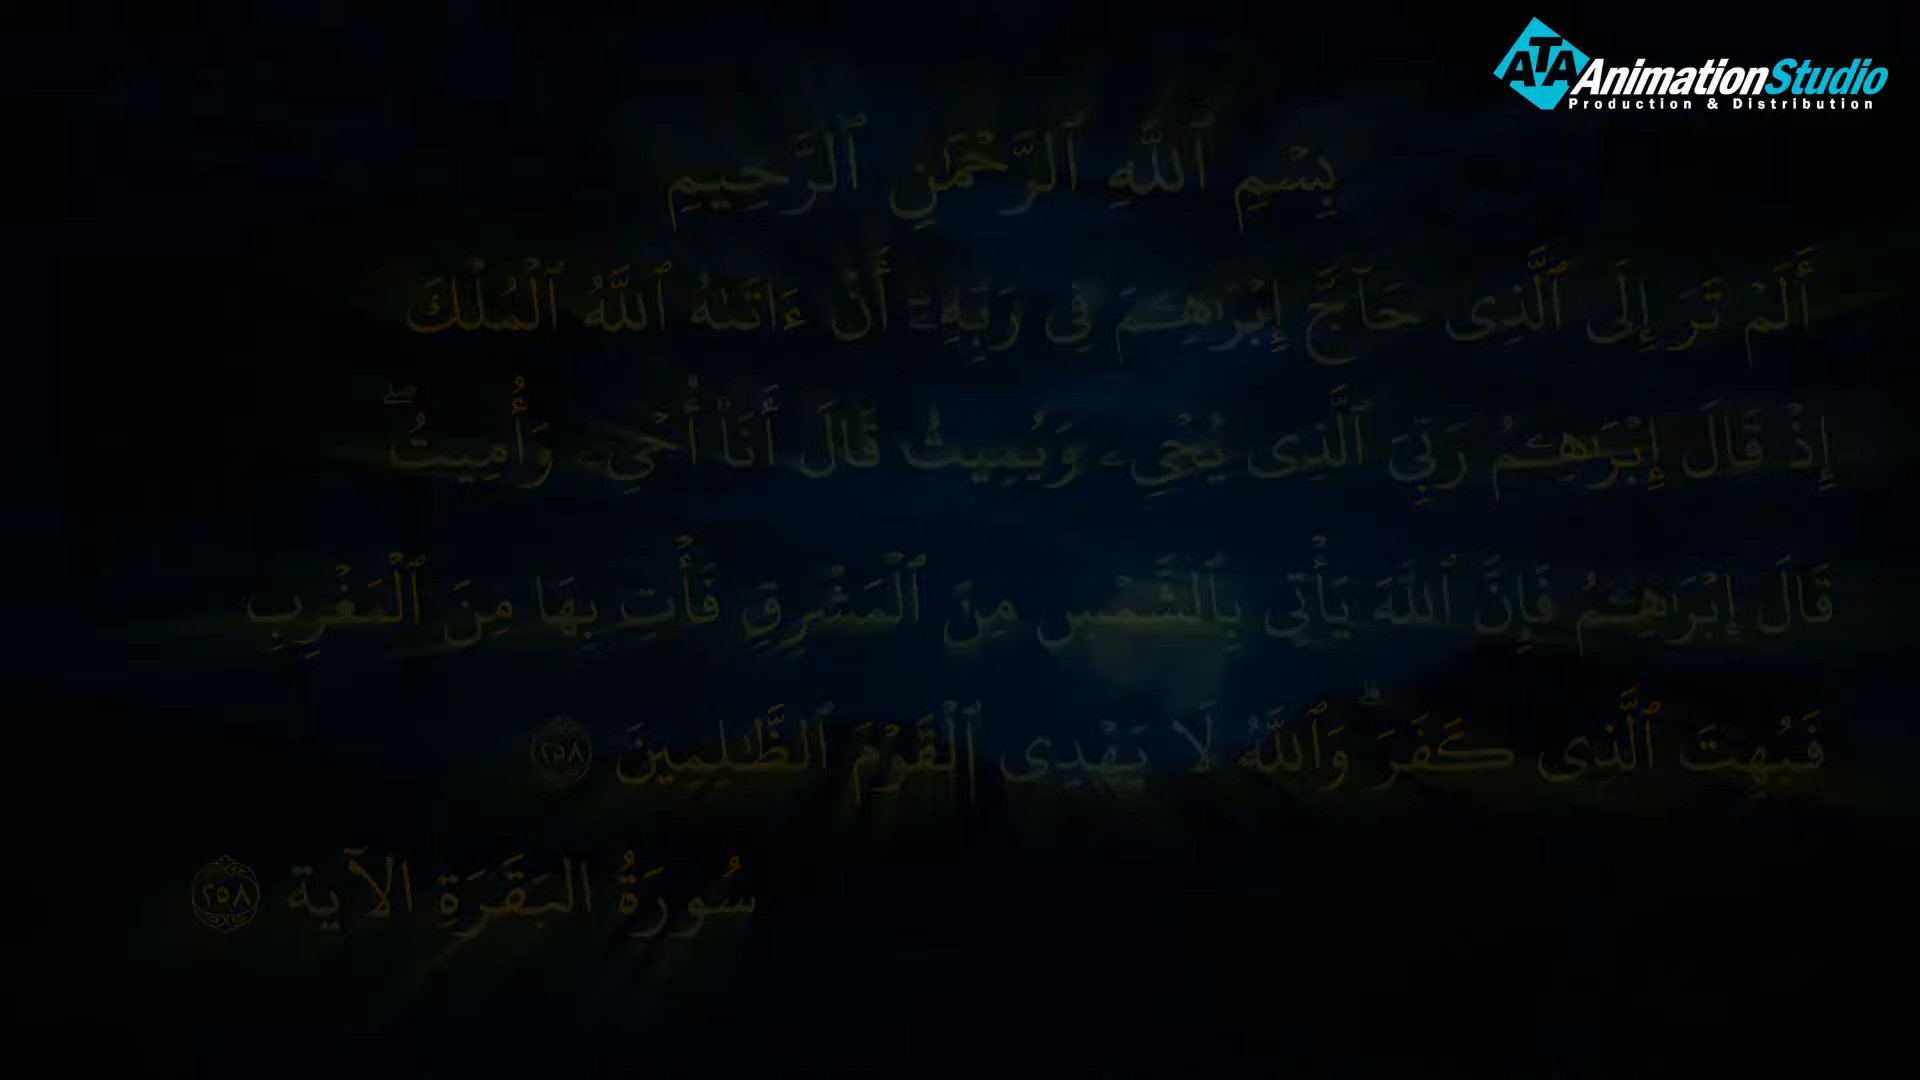 ATA AnimationStudio
Production & Distribution
بِسْمِ ٱللَّهِ ٱلرَّحْمَٰنِ ٱلرَّحِيمِ
أَلَمْ تَرَ إِلَى ٱلَّذِى حَآجَّ إِبْرَٰهِـۧمَ فِى رَبِّهِۦٓ أَنْ ءَاتَىٰهُ ٱللَّهُ ٱلْمُلْكَ
إِذْ قَالَ إِبْرَٰهِـۧمُ رَبِّىَ ٱلَّذِى يُحْىِۦ وَيُمِيتُ قَالَ أَنَا۠ أُحْىِۦ وَأُمِيتُ ۖ
قَالَ إِبْرَٰهِـۧمُ فَإِنَّ ٱللَّهَ يَأْتِى بِٱلشَّمْسِ مِنَ ٱلْمَشْرِقِ فَأْتِ بِهَا مِنَ ٱلْمَغْرِبِ
فَبُهِتَ ٱلَّذِى كَفَرَ ۗ وَٱللَّهُ لَا يَهْدِى ٱلْقَوْمَ ٱلظَّٰلِمِينَ ٢٥٨
سُورَةُ البَقَرَةِ الآية ٢٥٨